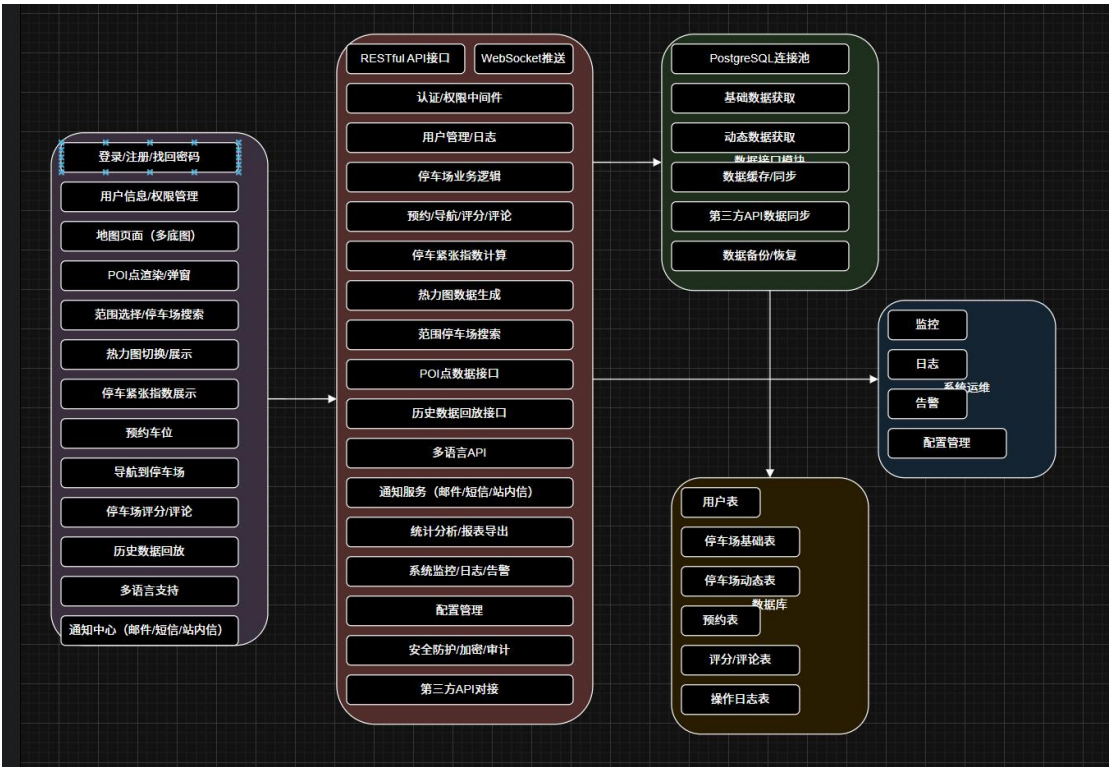 登录/注册/找回密码
用户信息/权限管理
地图页面（多底图）
POI点渲染/弹窗
范围选择/停车场搜索
热力图切换/展示
停车紧张指数展示
预约车位
导航到停车场
停车场评分/评论
历史数据回放
多语言支持
通知中心（邮件/短信/站内信）
RESTful API接口
WebSocket推送
认证/权限中间件
用户管理/日志
停车场业务逻辑
预约/导航/评分/评论
停车紧张指数计算
热力图数据生成
范围停车场搜索
POI点数据接口
历史数据回放接口
多语言API
通知服务（邮件/短信/站内信）
统计分析/报表导出
系统监控/日志/告警
配置管理
安全防护/加密/审计
第三方API对接
PostgreSQL连接池
基础数据获取
动态数据获取
数据接口模块
数据缓存/同步
第三方API数据同步
数据备份/恢复
监控
日志
系统运维
告警
配置管理
用户表
停车场基础表
停车场动态表
数据库
预约表
评分/评论表
操作日志表